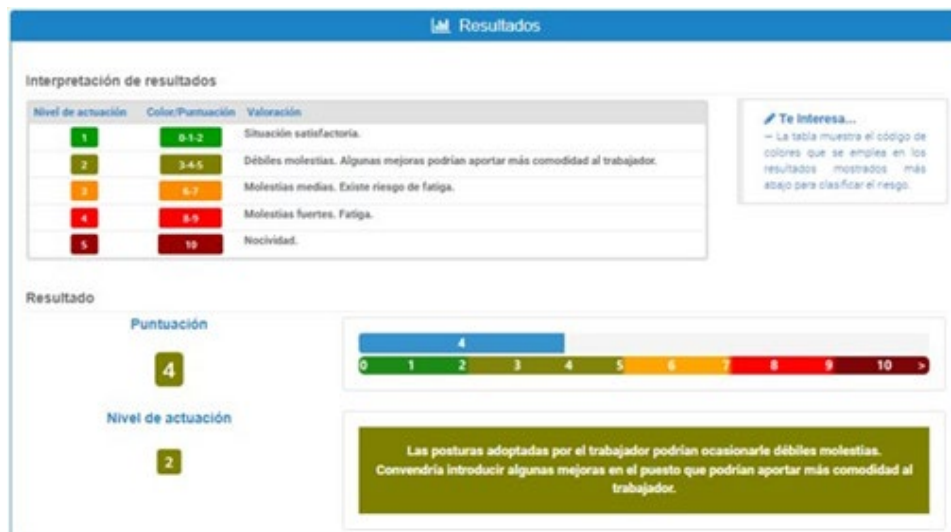 Resultados
Interpretación de resultados
Nivel de actuación Color/Puntuación Valoración
1 0-1-2 Situación satisfactoria.
2 3-4-5 Débiles molestias. Algunas mejoras podrían aportar más comodidad al trabajador.
3 6-7 Molestias medias. Existe riesgo de fatiga.
4 8-9 Molestias fuertes. Fatiga.
5 10 Nocividad.
Te Interesa...
– La tabla muestra el código de
colores que se emplea en los
resultados mostrados más
abajo para clasificar el riesgo.
Resultado
Puntuación
4
4
0 1 2 3 4 5 6 7 8 9 10 >
Nivel de actuación
2
Las posturas adoptadas por el trabajador podrían ocasionarle débiles molestias.
Convendría introducir algunas mejoras en el puesto que podrían aportar más comodidad al
trabajador.